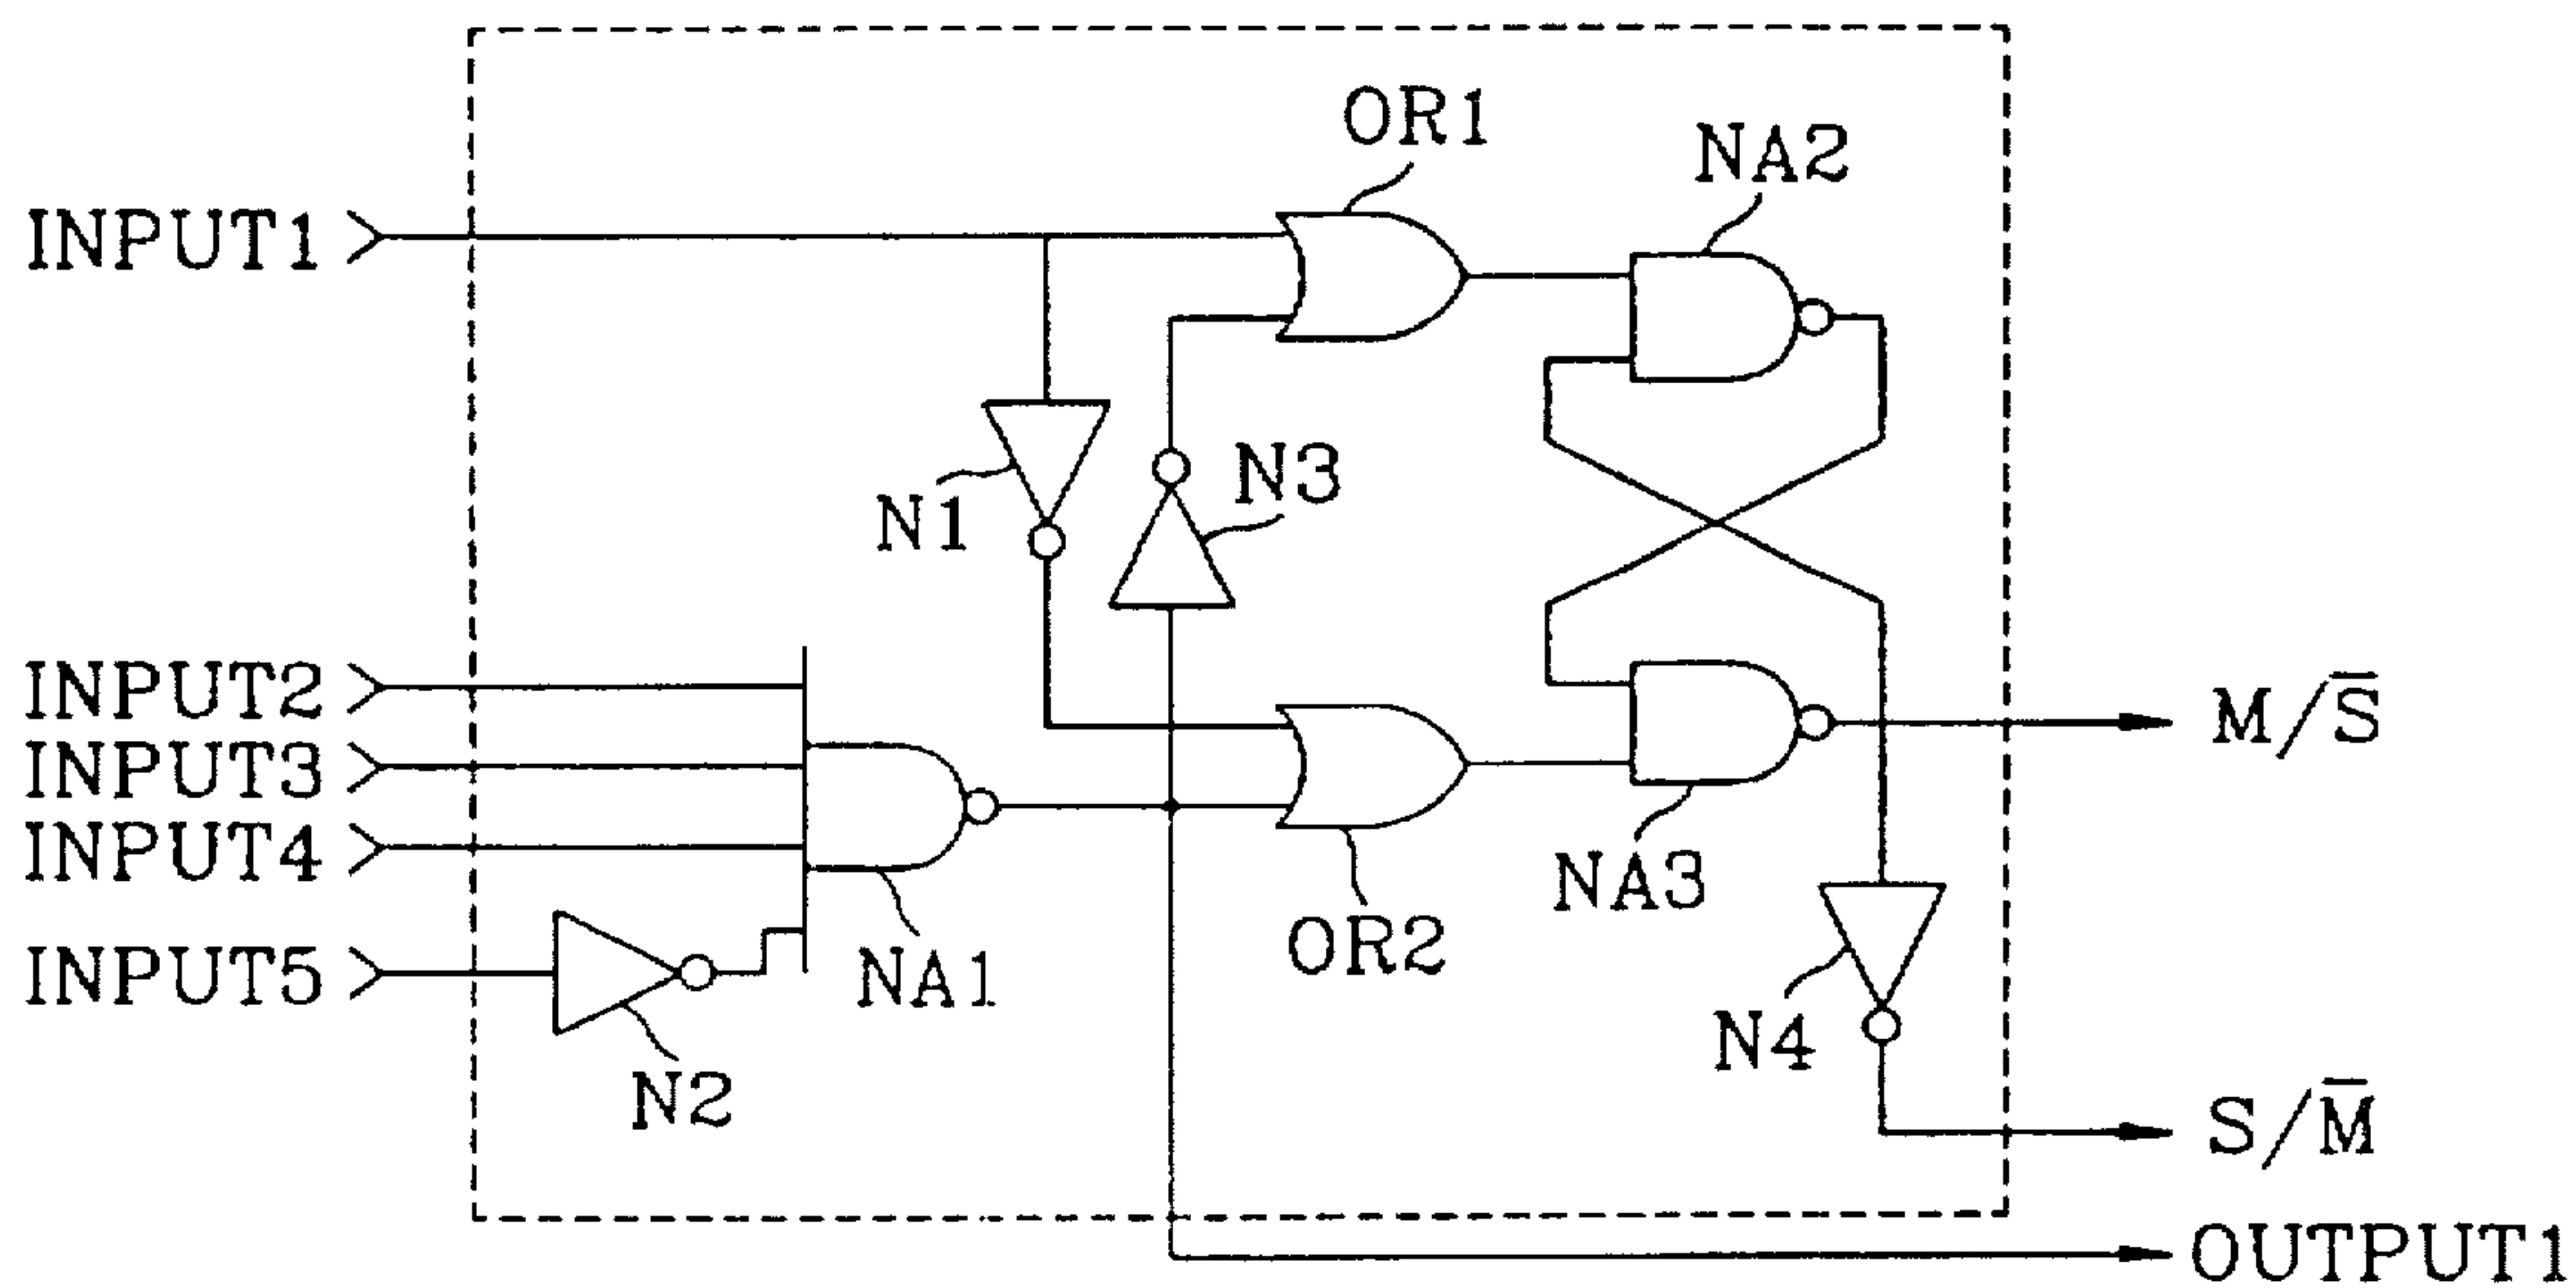 OR1
NA2
INPUT1
N1
N3
INPUT2
M/S̅
INPUT3
INPUT4
NA3
OR2
INPUT5
NA1
N4
N2
S/M̅
OUTPUT1